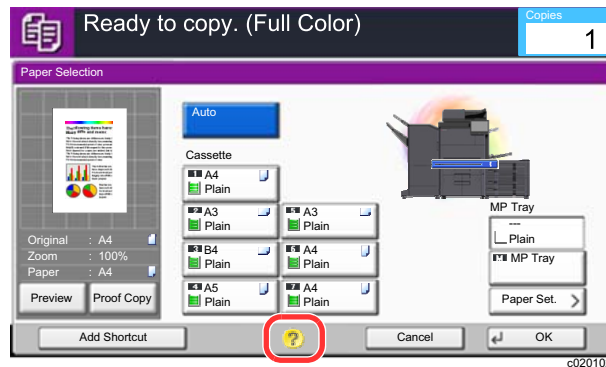 Ready to copy. (Full Color)
Copies
1
Paper Selection
Auto
Cassette
1 A4
Plain
2 A3
Plain
5 A3
Plain
3 B4
Plain
6 A4
Plain
4 A5
Plain
7 A4
Plain
MP Tray
---
Plain
M MP Tray
Paper Set.
Original : A4
Zoom : 100%
Paper : A4
Preview
Proof Copy
Add Shortcut
?
Cancel
OK
c02010